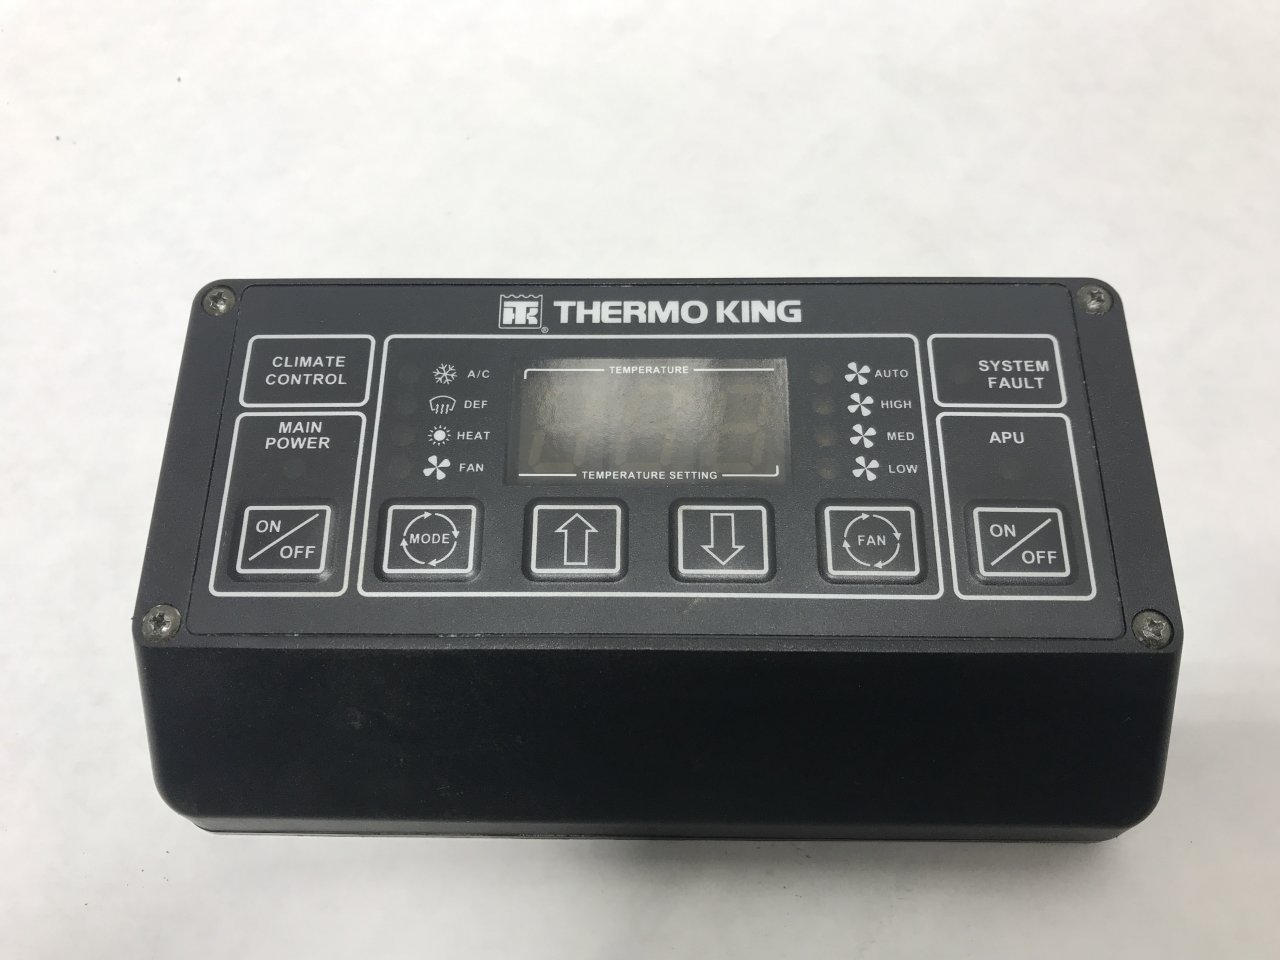 TK® THERMO KING
CLIMATE
CONTROL
MAIN
POWER
ON
OFF
A/C
DEF
HEAT
FAN
TEMPERATURE
TEMPERATURE SETTING
AUTO
HIGH
MED
LOW
MODE
FAN
SYSTEM
FAULT
APU
ON
OFF